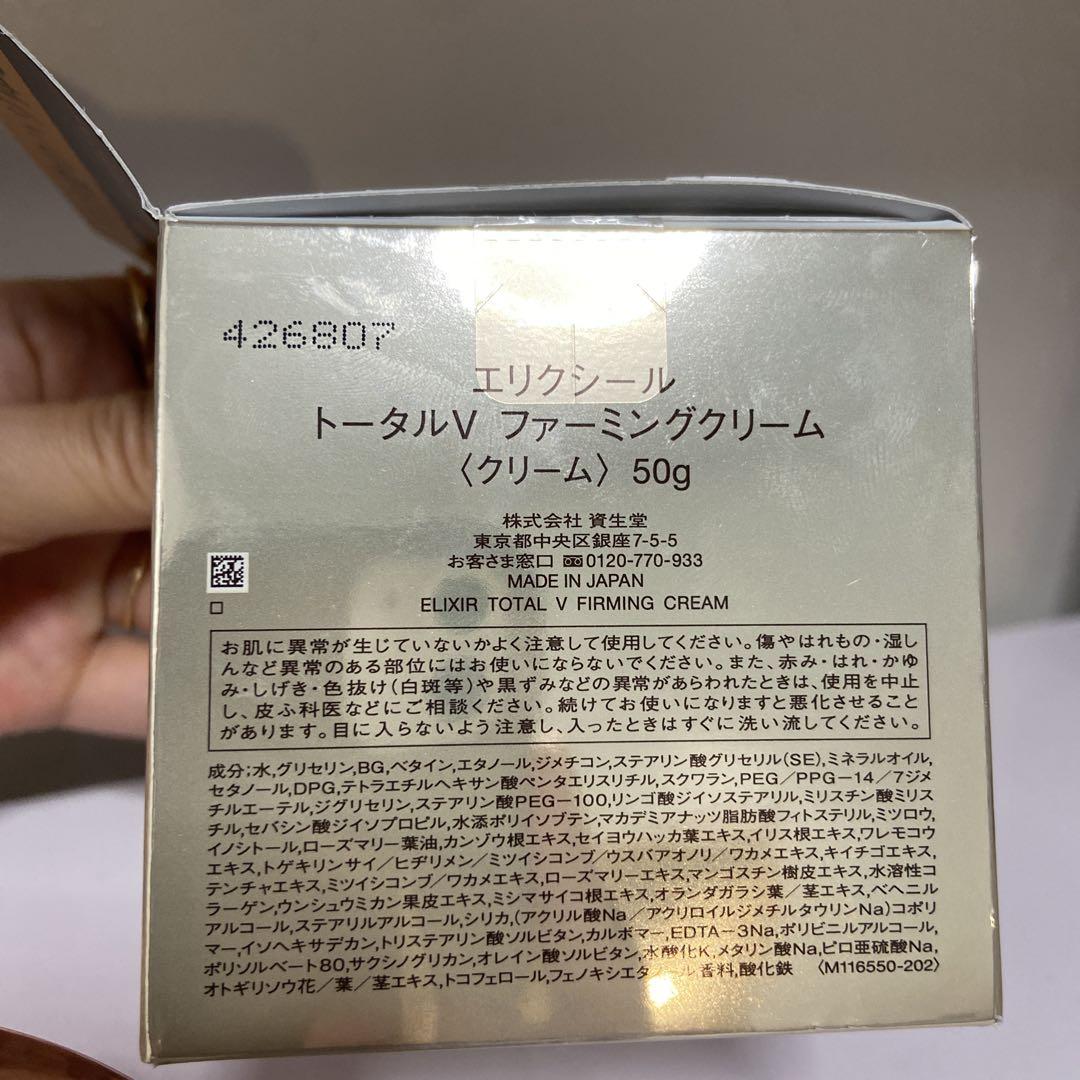 426807
エリクシール
トータルV ファーミングクリーム
〈クリーム〉 50g
株式会社 資生堂
東京都中央区銀座7-5-5
お客さま窓口 0120-770-933
MADE IN JAPAN
ELIXIR TOTAL V FIRMING CREAM
お肌に異常が生じていないかよく注意して使用してください。傷やはれもの・湿し
んなど異常のある部位にはお使いにならないでください。また、赤み・はれ・かゆ
み・しげき・色抜け(白斑等)や黒ずみなどの異常があらわれたときは、使用を中止
し、皮ふ科医などにご相談ください。続けてお使いになりますと悪化させること
があります。目に入らないよう注意し、入ったときはすぐに洗い流してください。
成分;水,グリセリン,BG,ベタイン,エタノール,ジメチコン,ステアリン酸グリセリル(SE),ミネラルオイル,
セタノール,DPG,テトラエチルヘキサン酸ペンタエリスリチル,スクワラン,PEG/PPG-14/7ジメ
チルエーテル,ジグリセリン,ステアリン酸PEG-100,リンゴ酸ジイソステアリル,ミリスチン酸ミリス
チル,セバシン酸ジイソプロピル,水添ポリイソブテン,マカデミアナッツ脂肪酸フィトステリル,ミツロウ,
イノシトール,ローズマリー葉油,カンゾウ根エキス,セイヨウハッカ葉エキス,イリス根エキス,ワレモコウ
エキス,トゲキリンサイ/ヒヂリメン/ミツイシコンブ/ウスバアオノリ/ワカメエキス,キイチゴエキス,
テンチャエキス,ミツイシコンブ/ワカメエキス,ローズマリーエキス,マンゴスチン樹皮エキス,水溶性コ
ラーゲン,ウンシュウミカン果皮エキス,ミシマサイコ根エキス,オランダガラシ葉/茎エキス,ベヘニル
アルコール,ステアリルアルコール,シリカ,(アクリル酸Na/アクリロイルジメチルタウリンNa)コポリ
マー,イソヘキサデカン,トリステアリン酸ソルビタン,カルボマー,EDTA-3Na,ポリビニルアルコール,
ポリソルベート80,サクシノグリカン,オレイン酸ソルビタン,水酸化K,メタリン酸Na,ピロ亜硫酸Na,
オトギリソウ花/葉/茎エキス,トコフェロール,フェノキシエタノール,香料,酸化鉄 〈M116550-202〉